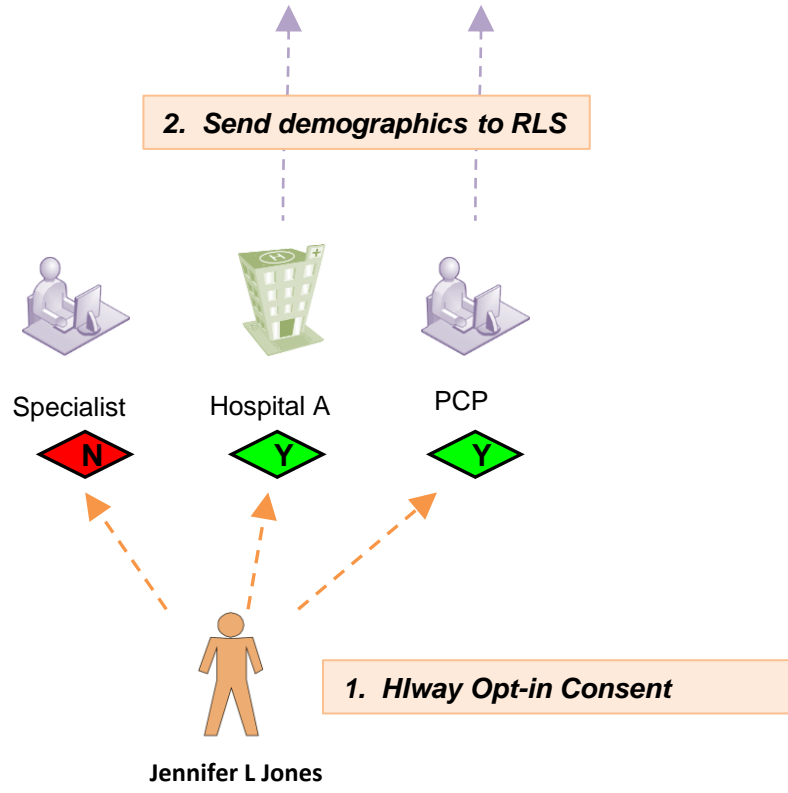 2. Send demographics to RLS
H
+
Specialist
Hospital A
PCP
N
Y
Y
1. HIway Opt-in Consent
Jennifer L Jones